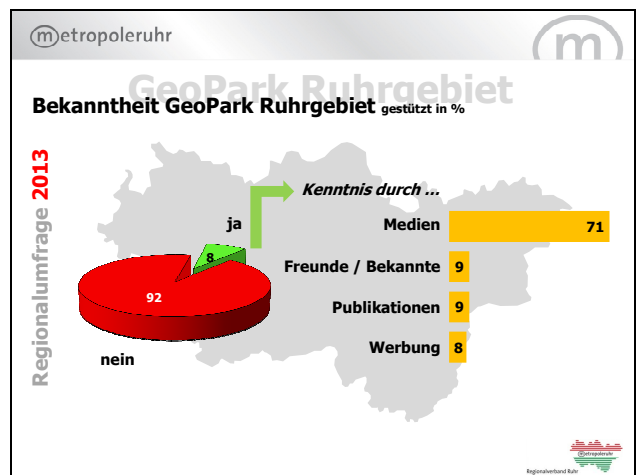 metropoleruhr
m
GeoPark Ruhrgebiet
Bekanntheit GeoPark Ruhrgebiet gestützt in %
Regionalumfrage 2013
Kenntnis durch ...
ja
8
92
nein
Medien 71
Freunde / Bekannte 9
Publikationen 9
Werbung 8
metropoleruhr
Regionalverband Ruhr